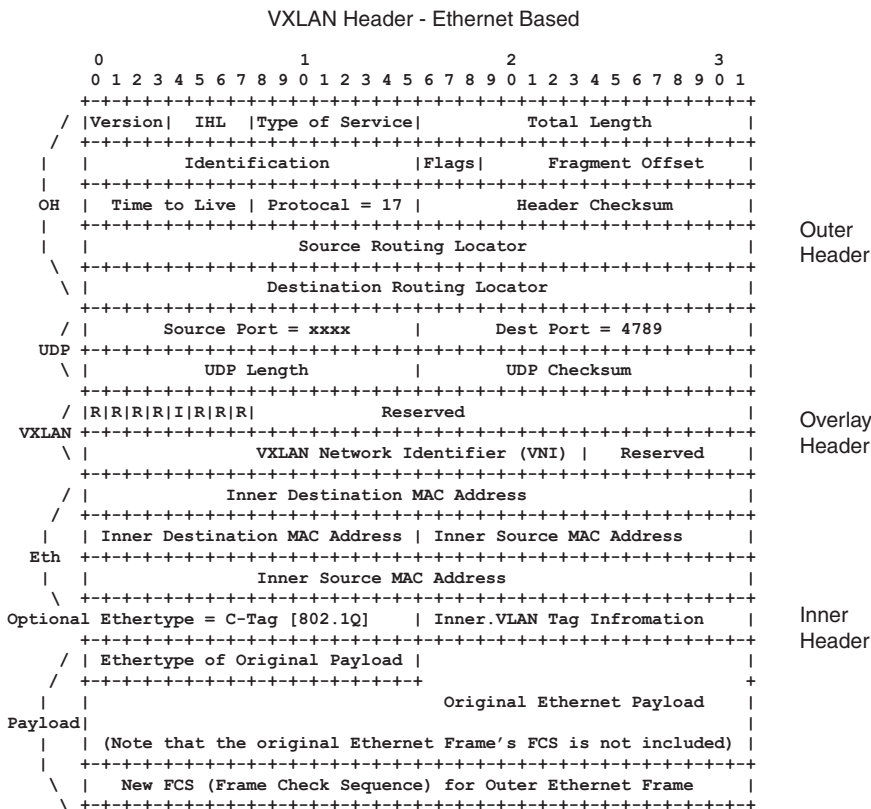 VXLAN Header - Ethernet Based
0 1 2 3
0 1 2 3 4 5 6 7 8 9 0 1 2 3 4 5 6 7 8 9 0 1 2 3 4 5 6 7 8 9 0 1
+-+-+-+-+-+-+-+-+-+-+-+-+-+-+-+-+-+-+-+-+-+-+-+-+-+-+-+-+-+-+-+-+
/ |Version| IHL |Type of Service| Total Length |
/ +-+-+-+-+-+-+-+-+-+-+-+-+-+-+-+-+-+-+-+-+-+-+-+-+-+-+-+-+-+-+-+-+
| | Identification |Flags| Fragment Offset |
| +-+-+-+-+-+-+-+-+-+-+-+-+-+-+-+-+-+-+-+-+-+-+-+-+-+-+-+-+-+-+-+-+
OH | Time to Live | Protocal = 17 | Header Checksum |
| +-+-+-+-+-+-+-+-+-+-+-+-+-+-+-+-+-+-+-+-+-+-+-+-+-+-+-+-+-+-+-+-+
| | Source Routing Locator |
\ +-+-+-+-+-+-+-+-+-+-+-+-+-+-+-+-+-+-+-+-+-+-+-+-+-+-+-+-+-+-+-+-+
\ | Destination Routing Locator |
+-+-+-+-+-+-+-+-+-+-+-+-+-+-+-+-+-+-+-+-+-+-+-+-+-+-+-+-+-+-+-+-+
Outer
Header
/ | Source Port = xxxx | Dest Port = 4789 |
UDP +-+-+-+-+-+-+-+-+-+-+-+-+-+-+-+-+-+-+-+-+-+-+-+-+-+-+-+-+-+-+-+-+
\ | UDP Length | UDP Checksum |
+-+-+-+-+-+-+-+-+-+-+-+-+-+-+-+-+-+-+-+-+-+-+-+-+-+-+-+-+-+-+-+-+
/ |R|R|R|R|I|R|R|R| Reserved |
VXLAN +-+-+-+-+-+-+-+-+-+-+-+-+-+-+-+-+-+-+-+-+-+-+-+-+-+-+-+-+-+-+-+-+
\ | VXLAN Network Identifier (VNI) | Reserved |
+-+-+-+-+-+-+-+-+-+-+-+-+-+-+-+-+-+-+-+-+-+-+-+-+-+-+-+-+-+-+-+-+
Overlay
Header
/ | Inner Destination MAC Address |
/ +-+-+-+-+-+-+-+-+-+-+-+-+-+-+-+-+-+-+-+-+-+-+-+-+-+-+-+-+-+-+-+-+
| | Inner Destination MAC Address | Inner Source MAC Address |
Eth +-+-+-+-+-+-+-+-+-+-+-+-+-+-+-+-+-+-+-+-+-+-+-+-+-+-+-+-+-+-+-+-+
| | Inner Source MAC Address |
\ +-+-+-+-+-+-+-+-+-+-+-+-+-+-+-+-+-+-+-+-+-+-+-+-+-+-+-+-+-+-+-+-+
Optional Ethertype = C-Tag [802.1Q] | Inner.VLAN Tag Infromation |
+-+-+-+-+-+-+-+-+-+-+-+-+-+-+-+-+-+-+-+-+-+-+-+-+-+-+-+-+-+-+-+-+
Inner
Header
/ | Ethertype of Original Payload | |
/ +-+-+-+-+-+-+-+-+-+-+-+-+-+-+-+-+ +
| | Original Ethernet Payload |
Payload| |
| | (Note that the original Ethernet Frame's FCS is not included) |
| +-+-+-+-+-+-+-+-+-+-+-+-+-+-+-+-+-+-+-+-+-+-+-+-+-+-+-+-+-+-+-+-+
\ | New FCS (Frame Check Sequence) for Outer Ethernet Frame |
\ +-+-+-+-+-+-+-+-+-+-+-+-+-+-+-+-+-+-+-+-+-+-+-+-+-+-+-+-+-+-+-+-+